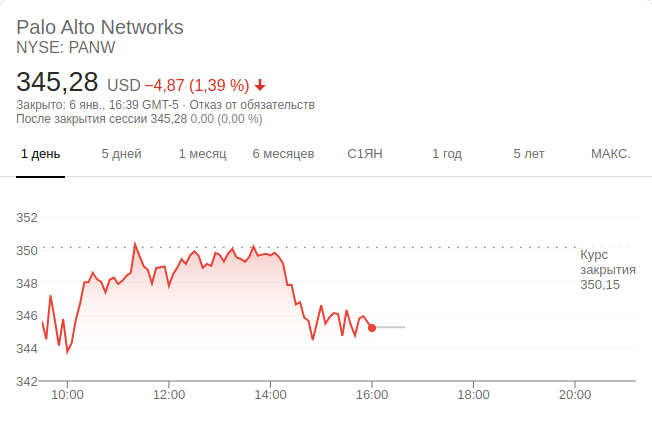 Palo Alto Networks
NYSE: PANW
345,28 USD −4,87 (1,39 %)
Закрыто: 6 янв., 16:39 GMT-5 · Отказ от обязательств
После закрытия сессии 345,28 0,00 (0,00 %)
1 день 5 дней 1 месяц 6 месяцев С1ЯН 1 год 5 лет МАКС.
352
350
348
346
344
342
Курс
закрытия
350,15
10:00 12:00 14:00 16:00 18:00 20:00